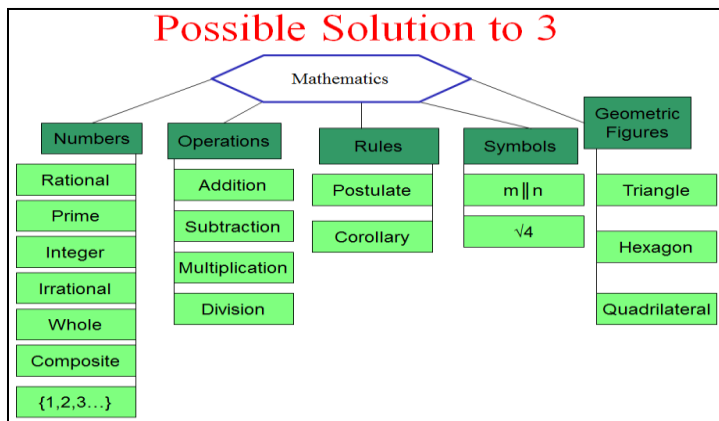 Possible Solution to 3
Mathematics
Numbers
Rational
Prime
Integer
Irrational
Whole
Composite
{1,2,3...}
Operations
Addition
Subtraction
Multiplication
Division
Rules
Postulate
Corollary
Symbols
m || n
√4
Geometric
Figures
Triangle
Hexagon
Quadrilateral